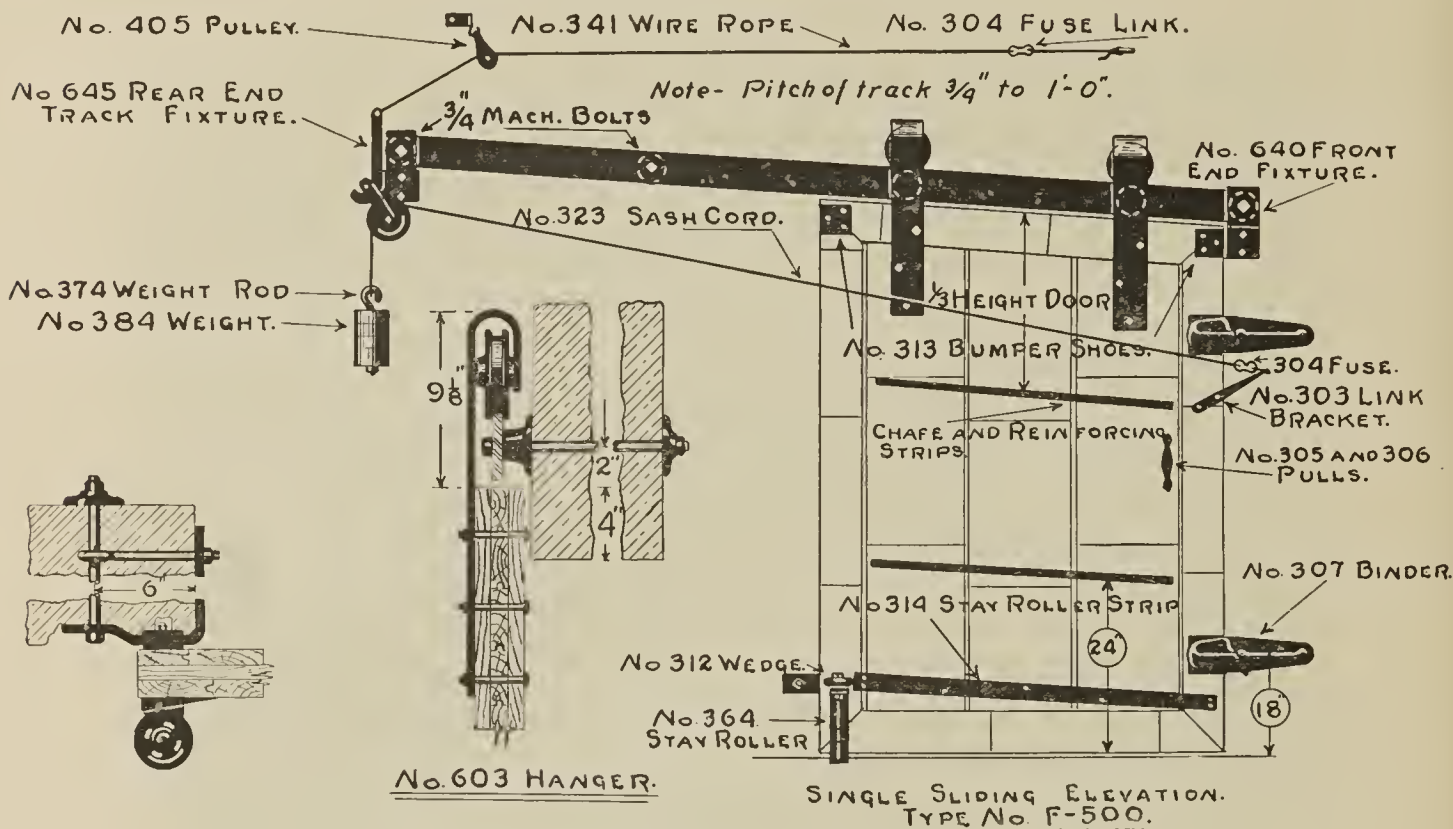 No. 405 PULLEY.
No. 341 WIRE ROPE
No. 304 FUSE LINK.
No 645 REAR END
TRACK FIXTURE.
Note- Pitch of track 3/4" to 1'-0".
3/4" MACH. BOLTS
No. 640 FRONT
END FIXTURE.
No. 323 SASH CORD.
No. 374 WEIGHT ROD
No 384 WEIGHT.
1/3 HEIGHT DOOR
No. 313 BUMPER SHOES.
304 FUSE.
No. 303 LINK
BRACKET.
9 1/8"
CHAFE AND REINFORCING
STRIPS.
No. 305 AND 306
PULLS.
2"
4"
6"
No. 307 BINDER.
No 314 STAY ROLLER STRIP
24"
No 312 WEDGE.
18"
No. 364
STAY ROLLER
No. 603 HANGER.
SINGLE SLIDING ELEVATION.
TYPE No. F-500.